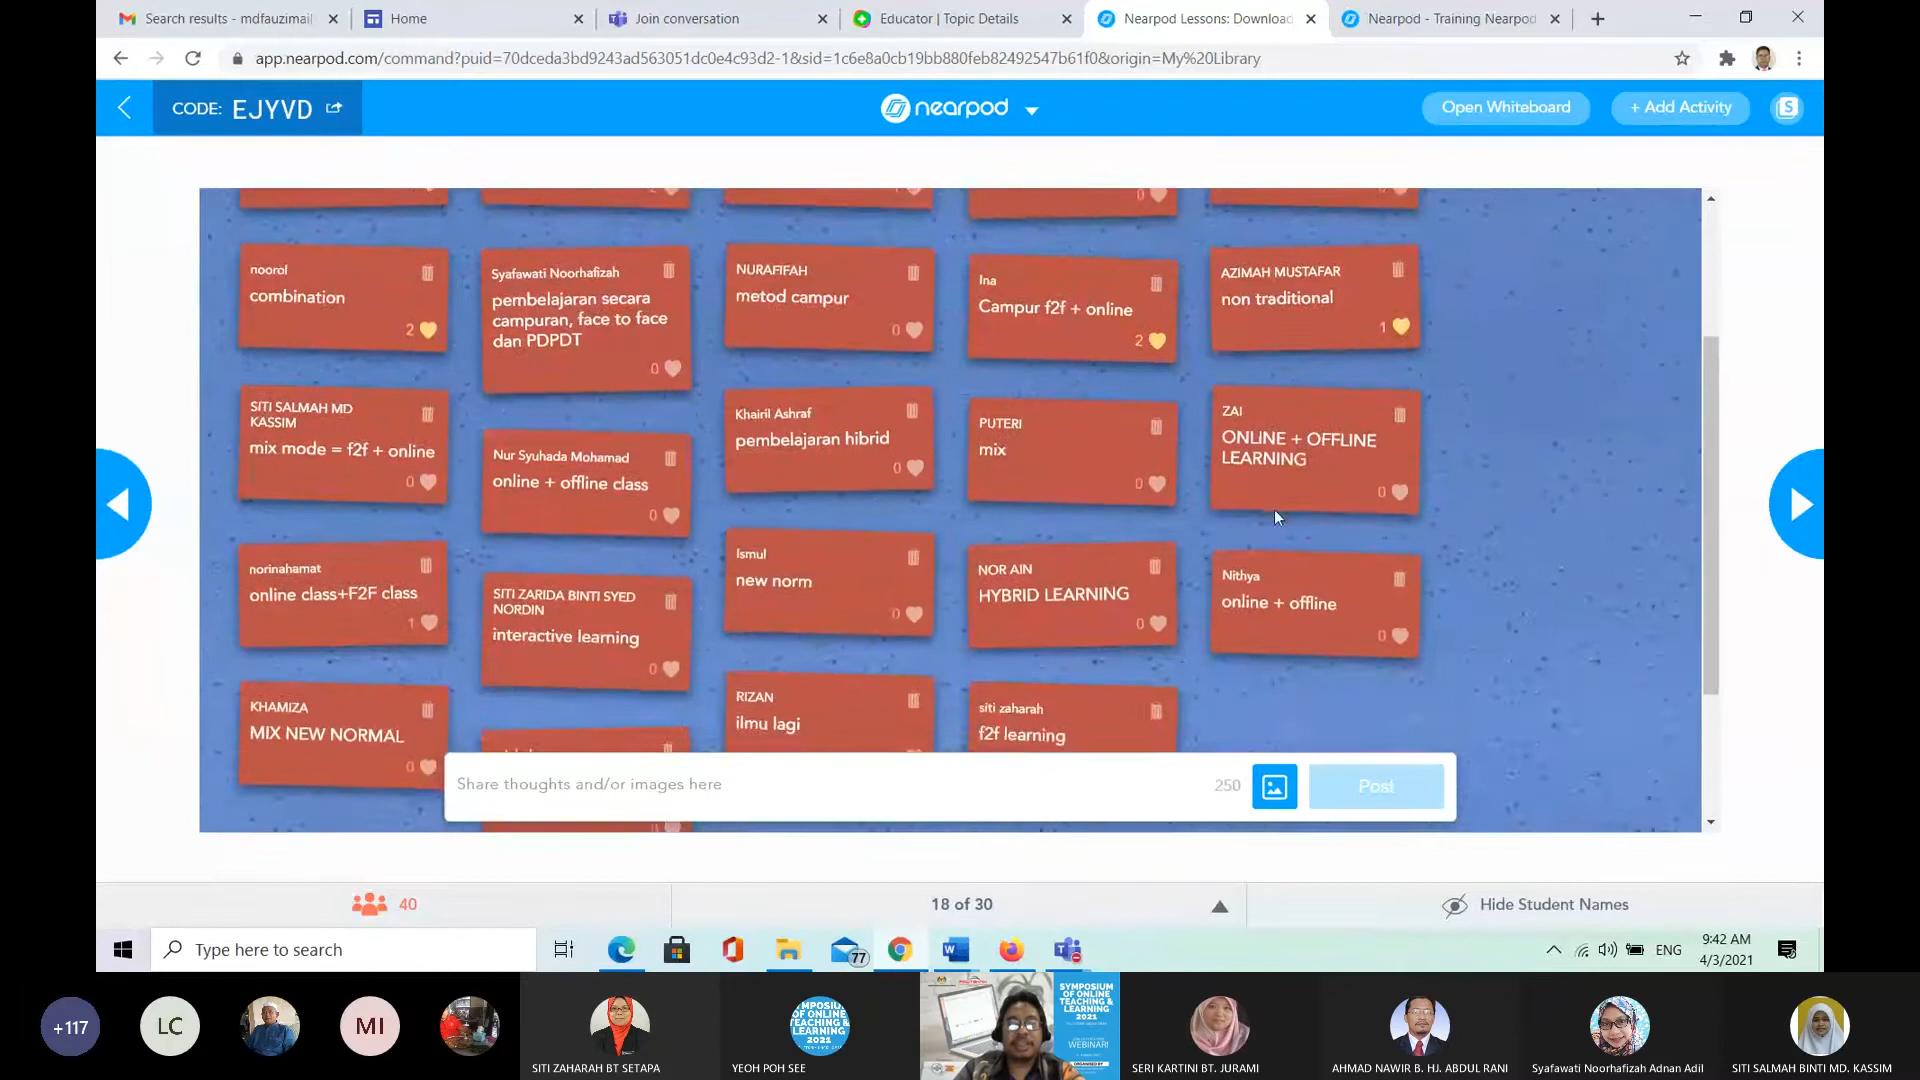 Search results - mdfauzimail
Home
Join conversation
Educator | Topic Details
Nearpod Lessons: Download
Nearpod - Training Nearpod
app.nearpod.com/command?puid=70dceda3bd9243ad563051dc0e4c93d2-1&sid=1c6e8a0cb19bb880feb82492547b61f0&origin=My%20Library
CODE: EJYVD
nearpod
Open Whiteboard
+ Add Activity
S
0
noorol
combination
2
Syafawati Noorhafizah
pembelajaran secara
campuran, face to face
dan PDPDT
0
NURAFIFAH
metod campur
0
Ina
Campur f2f + online
2
AZIMAH MUSTAFAR
non traditional
1
SITI SALMAH MD
KASSIM
mix mode = f2f + online
0
Nur Syuhada Mohamad
online + offline class
0
Khairil Ashraf
pembelajaran hibrid
0
PUTERI
mix
0
ZAI
ONLINE + OFFLINE
LEARNING
0
norinahamat
online class+F2F class
1
SITI ZARIDA BINTI SYED
NORDIN
interactive learning
0
Ismul
new norm
0
NOR AIN
HYBRID LEARNING
0
Nithya
online + offline
0
KHAMIZA
MIX NEW NORMAL
0
RIZAN
ilmu lagi
siti zaharah
f2f learning
Share thoughts and/or images here
250
Post
40
18 of 30
Hide Student Names
Type here to search
77
ENG
9:42 AM
4/3/2021
+117
LC
MI
SYMPOSIUM
OF ONLINE
TEACHING &
LEARNING
2021
WEBINAR!
SITI ZAHARAH BT SETAPA
YEOH POH SEE
SERI KARTINI BT. JURAMI
AHMAD NAWIR B. HJ. ABDUL RANI
Syafawati Noorhafizah Adnan Adil
SITI SALMAH BINTI MD. KASSIM